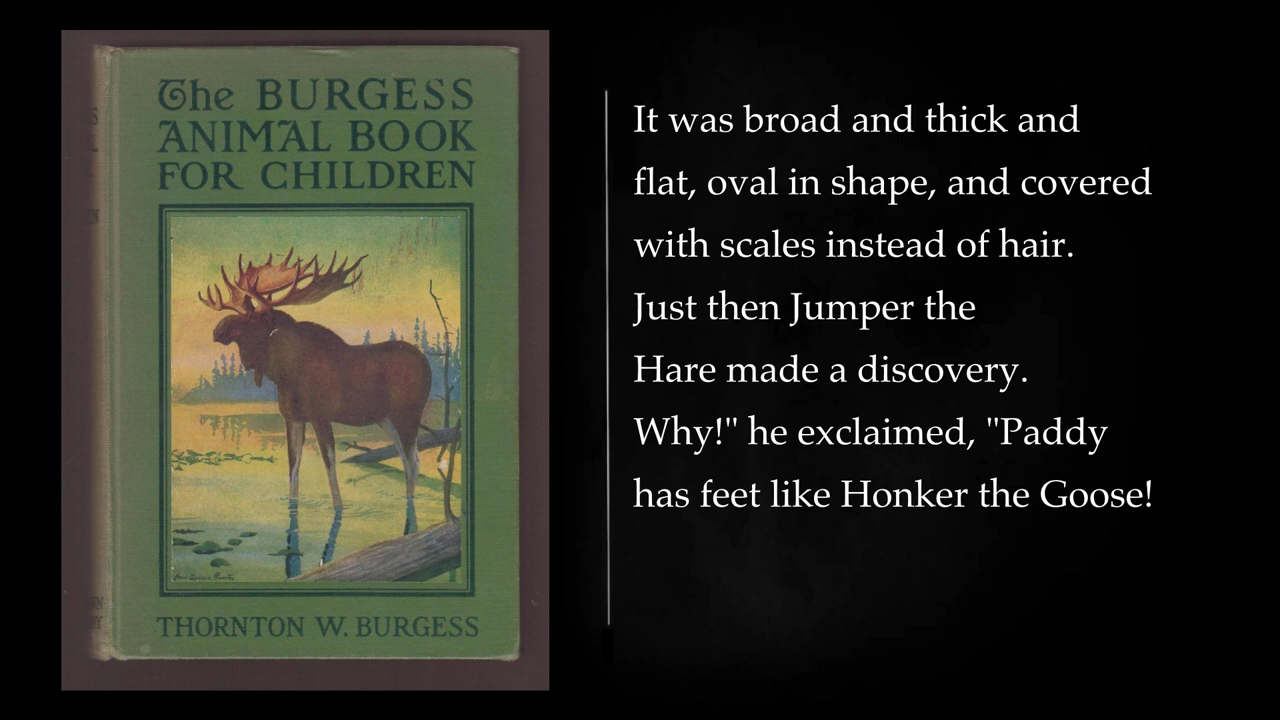 The BURGESS
ANIMAL BOOK
FOR CHILDREN
THORNTON W. BURGESS
It was broad and thick and
flat, oval in shape, and covered
with scales instead of hair.
Just then Jumper the
Hare made a discovery.
Why!" he exclaimed, "Paddy
has feet like Honker the Goose!